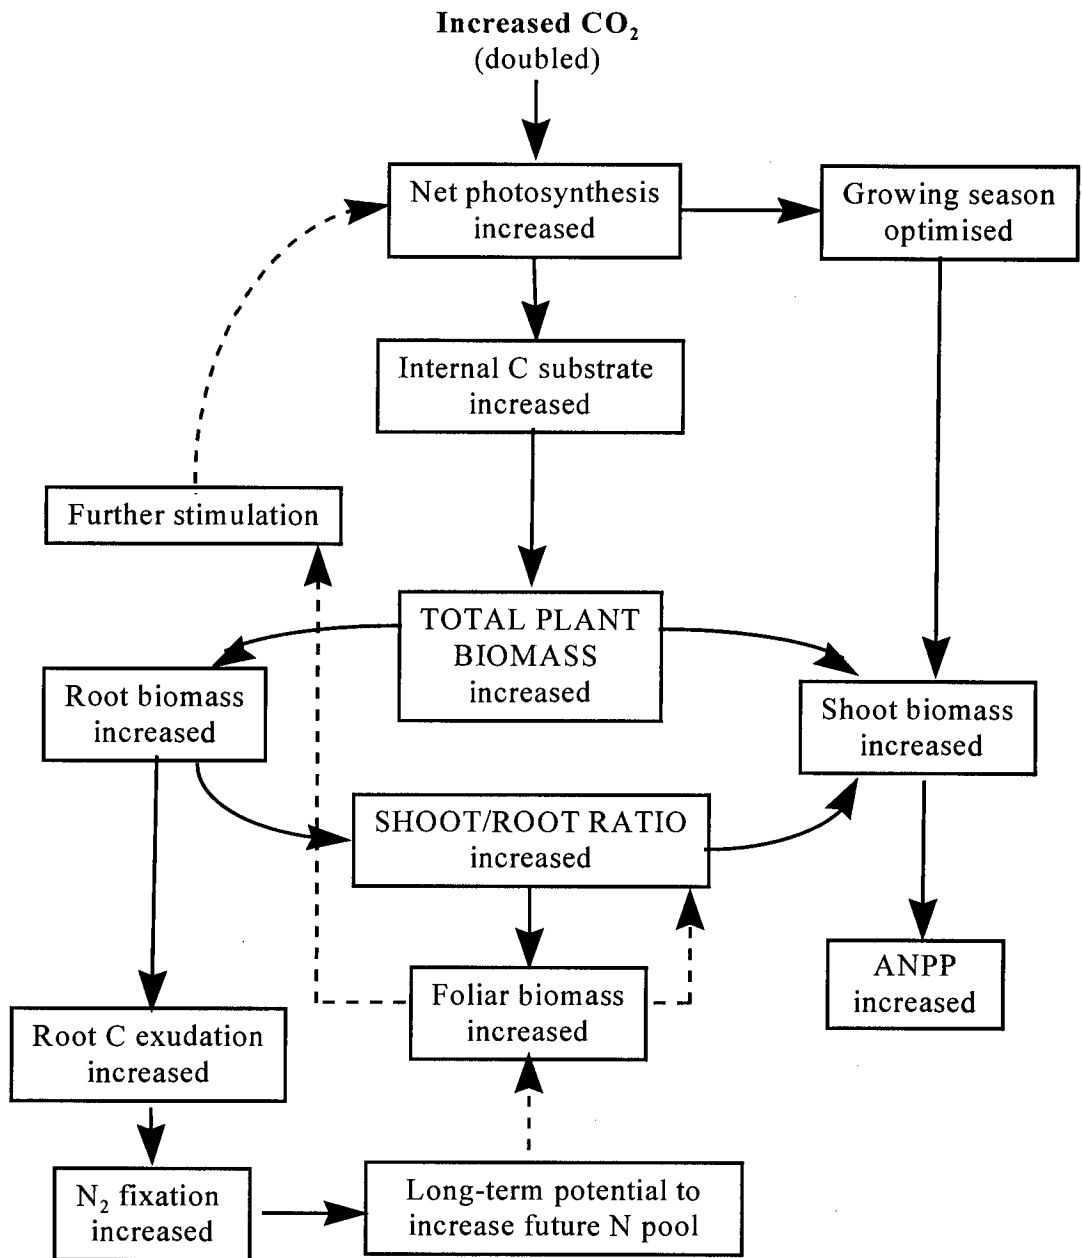 Increased CO₂
(doubled)
Net photosynthesis
increased
Growing season
optimised
Internal C substrate
increased
Further stimulation
TOTAL PLANT
BIOMASS
increased
Root biomass
increased
Shoot biomass
increased
SHOOT/ROOT RATIO
increased
ANPP
increased
Foliar biomass
increased
Root C exudation
increased
N₂ fixation
increased
Long-term potential to
increase future N pool